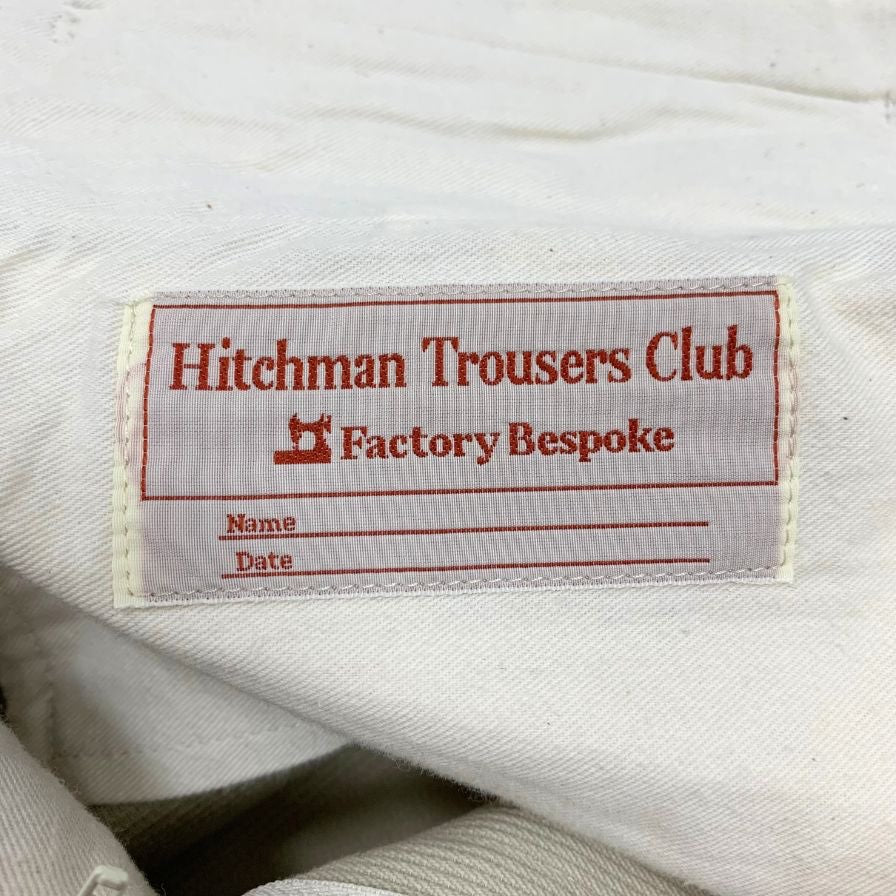 Hitchman Trousers Club
Factory Bespoke
Name
Date